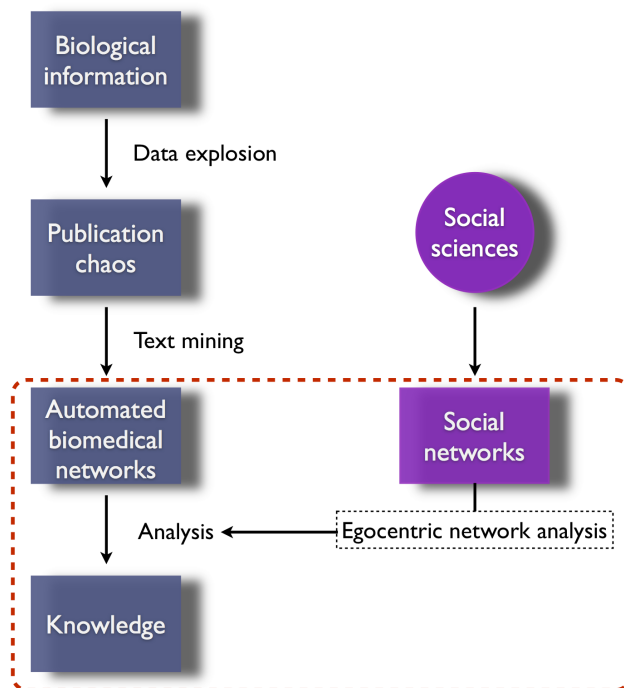 Biological
information
Data explosion
Publication
chaos
Social
sciences
Text mining
Automated
biomedical
networks
Social
networks
Analysis
Egocentric network analysis
Knowledge